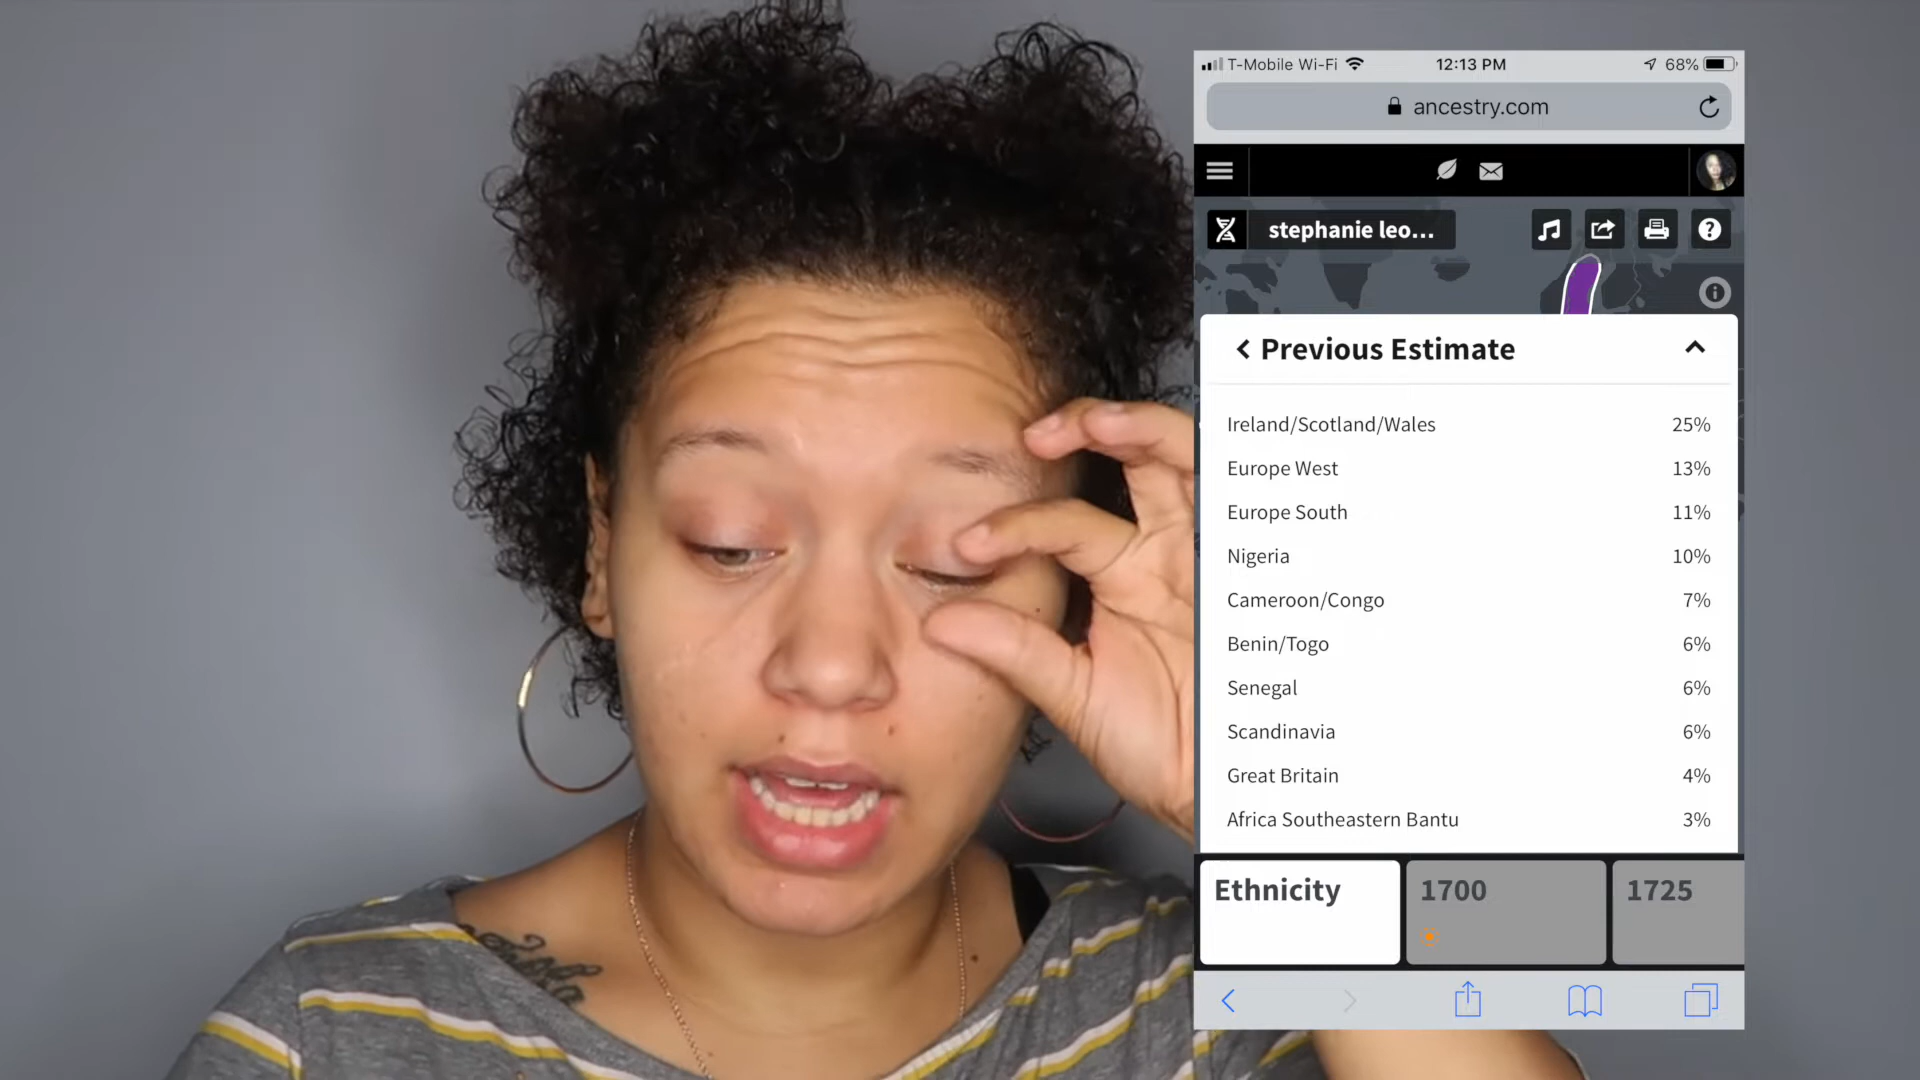 T-Mobile Wi-Fi 12:13 PM 68%
ancestry.com
stephanie leo...
Previous Estimate
Ireland/Scotland/Wales 25%
Europe West 13%
Europe South 11%
Nigeria 10%
Cameroon/Congo 7%
Benin/Togo 6%
Senegal 6%
Scandinavia 6%
Great Britain 4%
Africa Southeastern Bantu 3%
Ethnicity 1700 1725